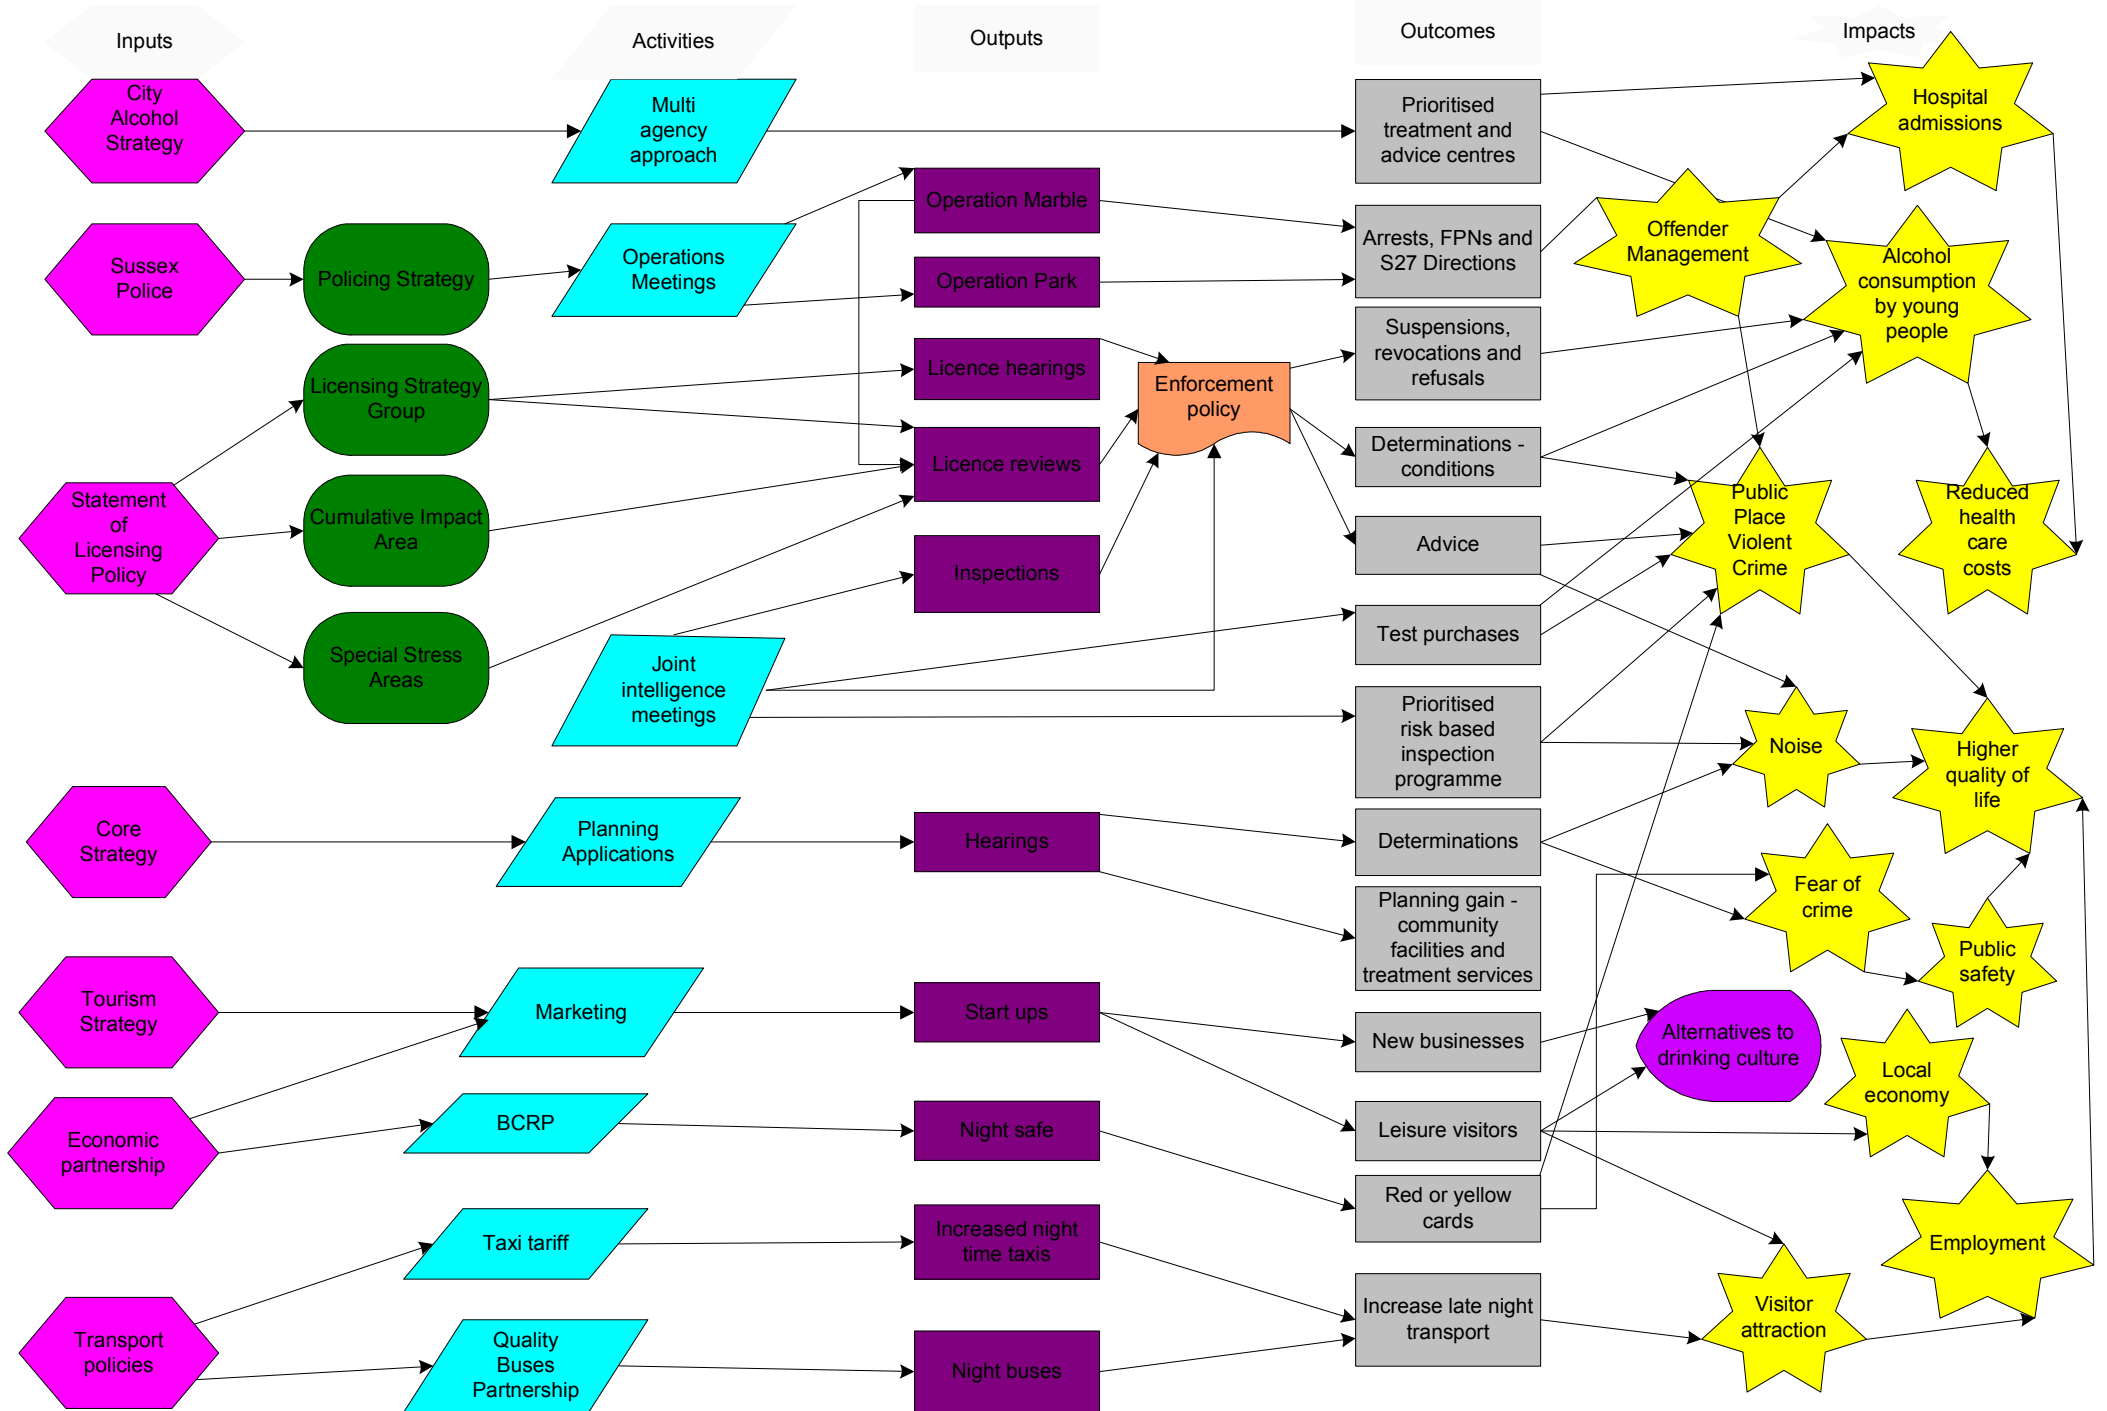 Inputs
Activities
Outputs
Outcomes
Impacts
City
Alcohol
Strategy
Multi
agency
approach
Prioritised
treatment and
advice centres
Hospital
admissions
Sussex
Police
Policing Strategy
Operations
Meetings
Operation Marble
Operation Park
Arrests, FPNs and
S27 Directions
Offender
Management
Alcohol
consumption
by young
people
Licensing Strategy
Group
Licence hearings
Enforcement
policy
Suspensions,
revocations and
refusals
Statement
of
Licensing
Policy
Cumulative Impact
Area
Licence reviews
Determinations -
conditions
Public
Place
Violent
Crime
Reduced
health
care
costs
Inspections
Advice
Special Stress
Areas
Joint
intelligence
meetings
Test purchases
Prioritised
risk based
inspection
programme
Noise
Higher
quality of
life
Core
Strategy
Planning
Applications
Hearings
Determinations
Fear of
crime
Planning gain -
community
facilities and
treatment services
Public
safety
Tourism
Strategy
Marketing
Start ups
New businesses
Alternatives to
drinking culture
Local
economy
Economic
partnership
BCRP
Night safe
Leisure visitors
Red or yellow
cards
Taxi tariff
Increased night
time taxis
Employment
Transport
policies
Quality
Buses
Partnership
Night buses
Increase late night
transport
Visitor
attraction